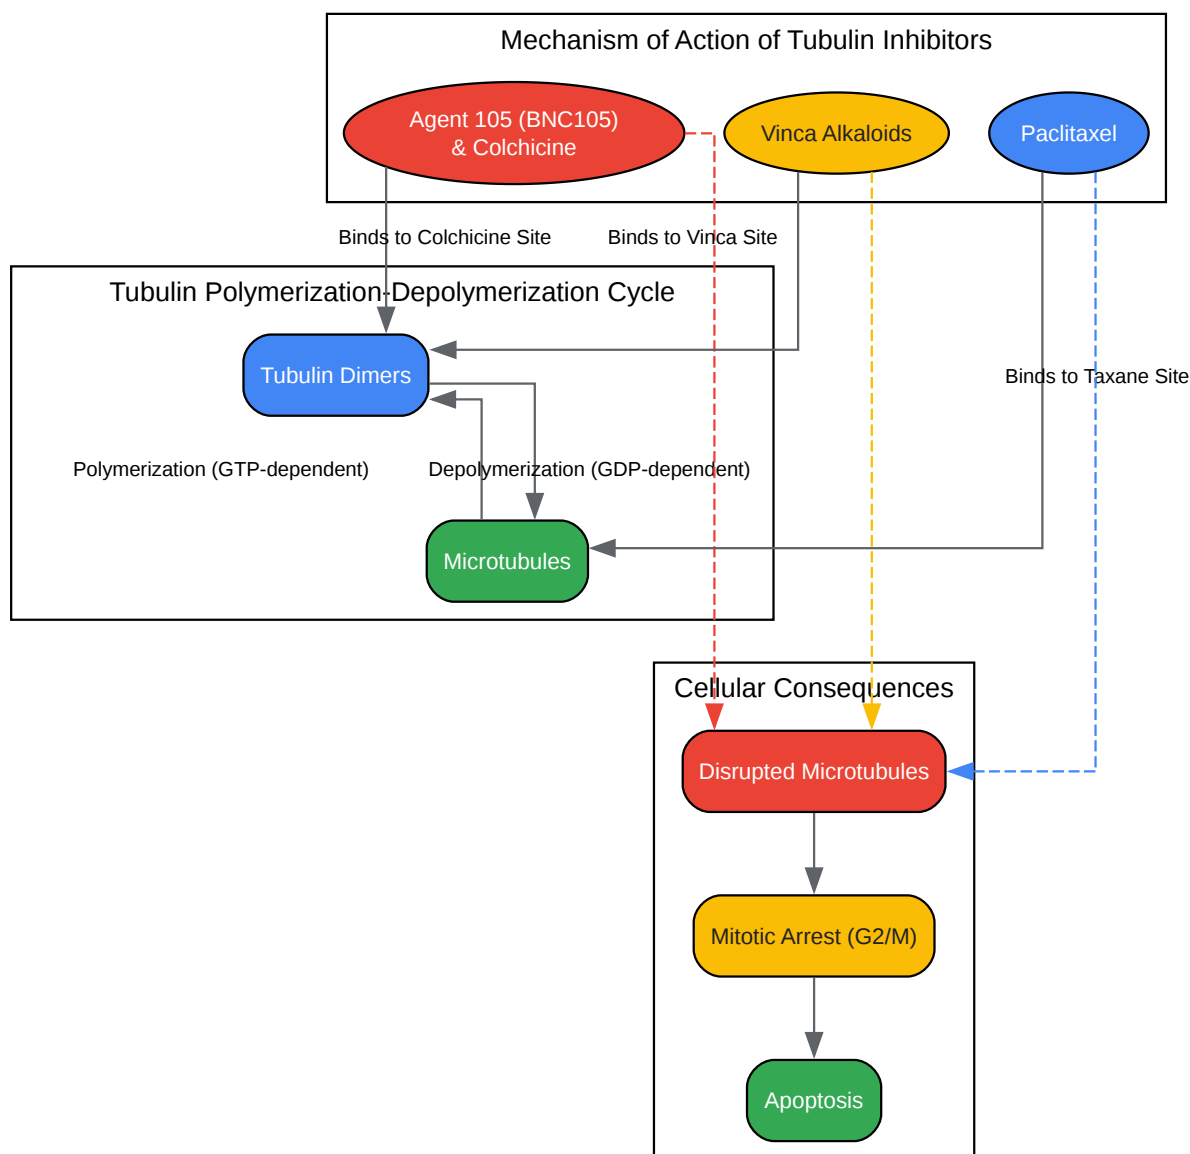 Mechanism of Action of Tubulin Inhibitors
Agent 105 (BNC105)
& Colchicine
Vinca Alkaloids
Paclitaxel
Binds to Colchicine Site
Binds to Vinca Site
Tubulin Polymerization-Depolymerization Cycle
Tubulin Dimers
Binds to Taxane Site
Polymerization (GTP-dependent)
Depolymerization (GDP-dependent)
Microtubules
Cellular Consequences
Disrupted Microtubules
Mitotic Arrest (G2/M)
Apoptosis